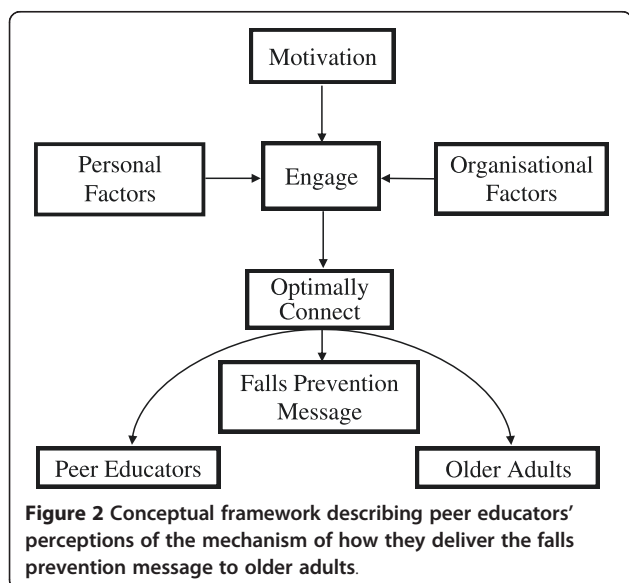 Motivation
Personal
Factors
Engage
Organisational
Factors
Optimally
Connect
Falls Prevention
Message
Peer Educators
Older Adults
Figure 2 Conceptual framework describing peer educators'
perceptions of the mechanism of how they deliver the falls
prevention message to older adults.